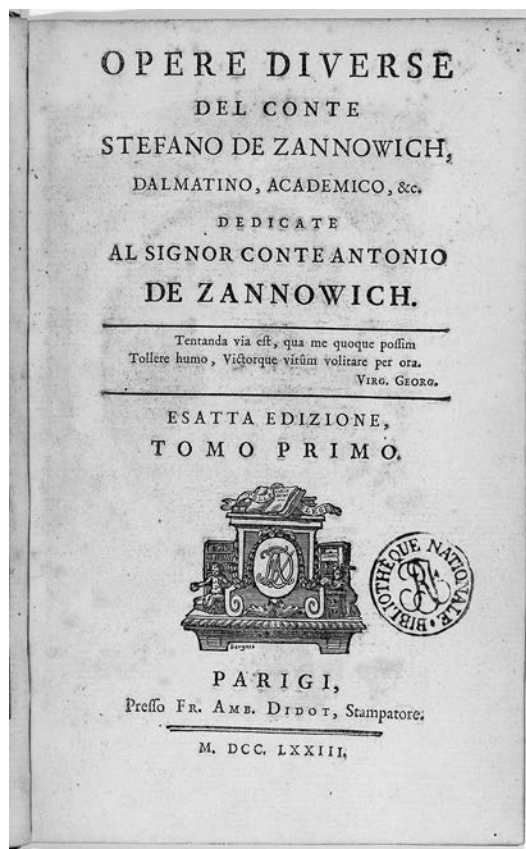 OPERE DIVERSE
DEL CONTE
STEFANO DE ZANNOWICH,
DALMATINO, ACADEMICO, &c.
DEDICATE
AL SIGNOR CONTE ANTONIO
DE ZANNOWICH.
Tentanda via eſt, qua me quoque poſſim
Tollere humo, Victorque virûm volitare per ora.
VIRG. GEORG.
ESATTA EDIZIONE,
TOMO PRIMO.
BIBLIOTHÈQUE NATIONALE.
PARIGI,
Preſſo FR. AMB. DIDOT, Stampatore.
M. DCC. LXXIII.